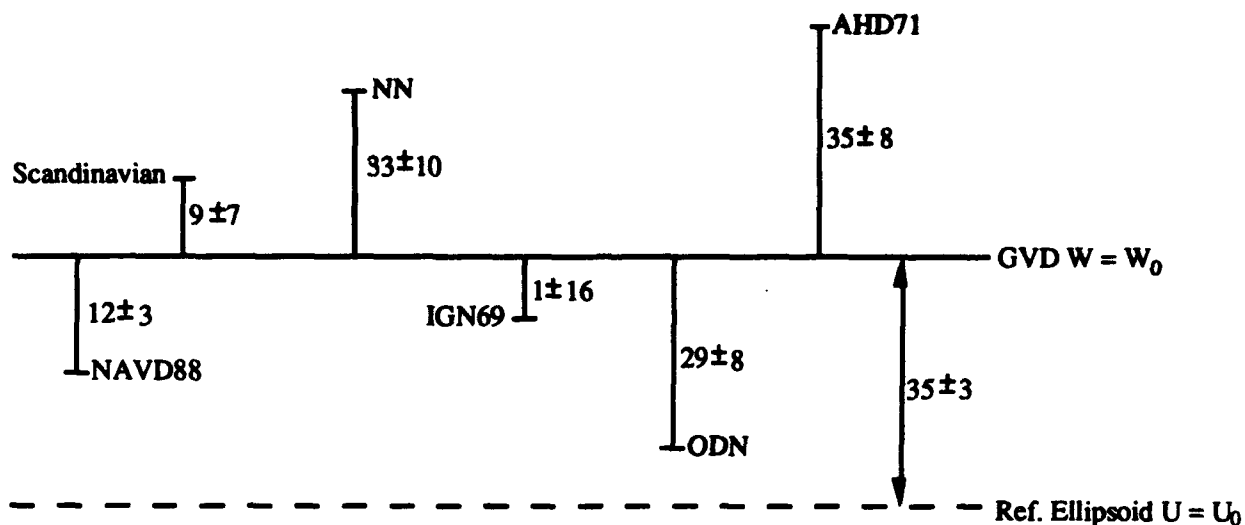 AHD71
NN
35±8
33±10
Scandinavian
9±7
GVD W = W₀
1±16
12±3
IGN69
29±8
NAVD88
35±3
ODN
Ref. Ellipsoid U = U₀